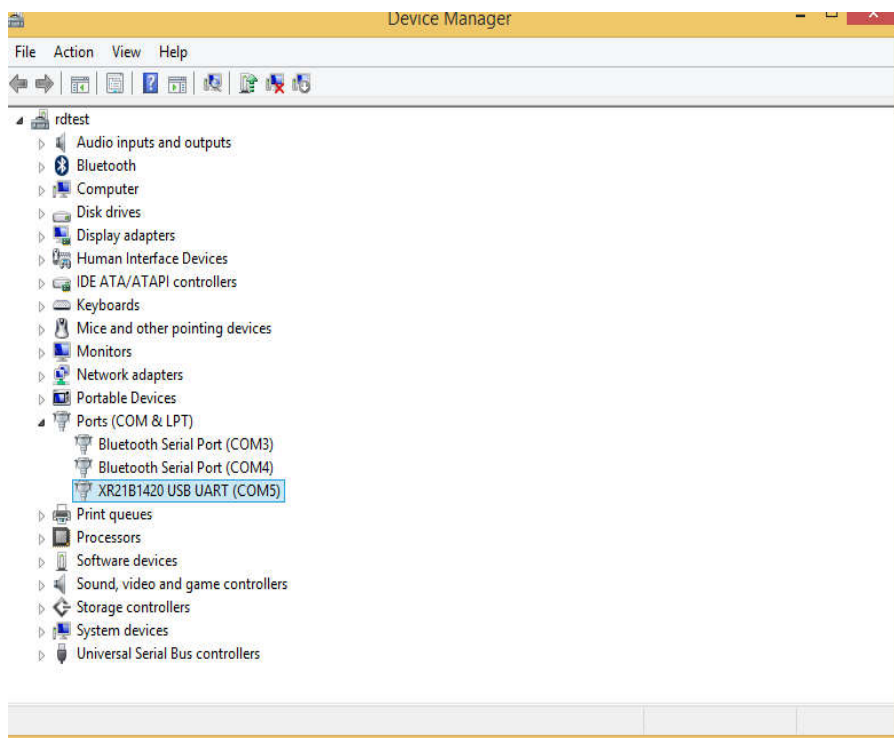 Device Manager
File Action View Help
rdtest
Audio inputs and outputs
Bluetooth
Computer
Disk drives
Display adapters
Human Interface Devices
IDE ATA/ATAPI controllers
Keyboards
Mice and other pointing devices
Monitors
Network adapters
Portable Devices
Ports (COM & LPT)
Bluetooth Serial Port (COM3)
Bluetooth Serial Port (COM4)
XR21B1420 USB UART (COM5)
Print queues
Processors
Software devices
Sound, video and game controllers
Storage controllers
System devices
Universal Serial Bus controllers